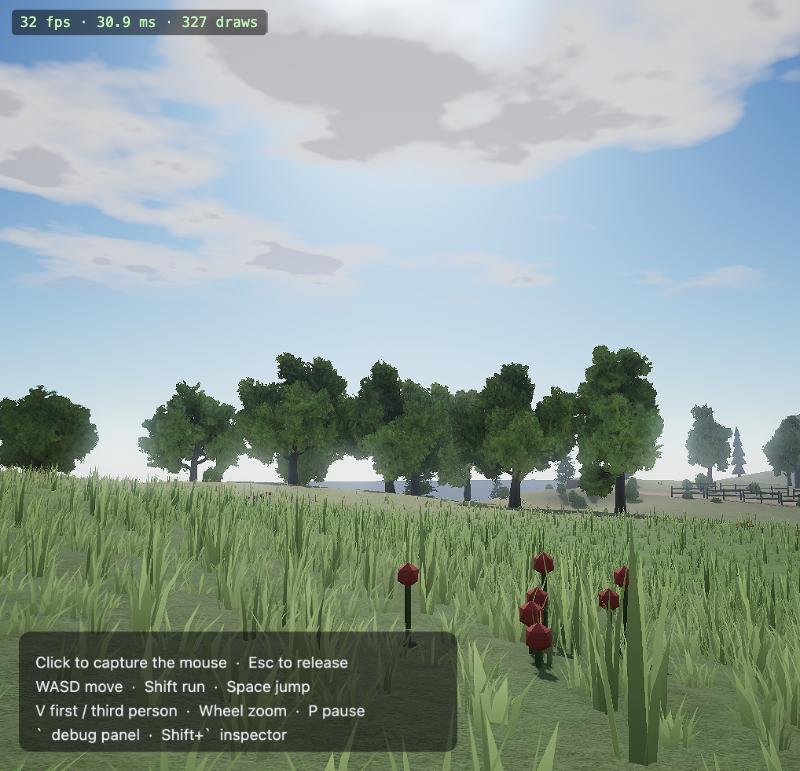 32 fps · 30.9 ms · 327 draws
Click to capture the mouse · Esc to release
WASD move · Shift run · Space jump
V first / third person · Wheel zoom · P pause
` debug panel · Shift+` inspector